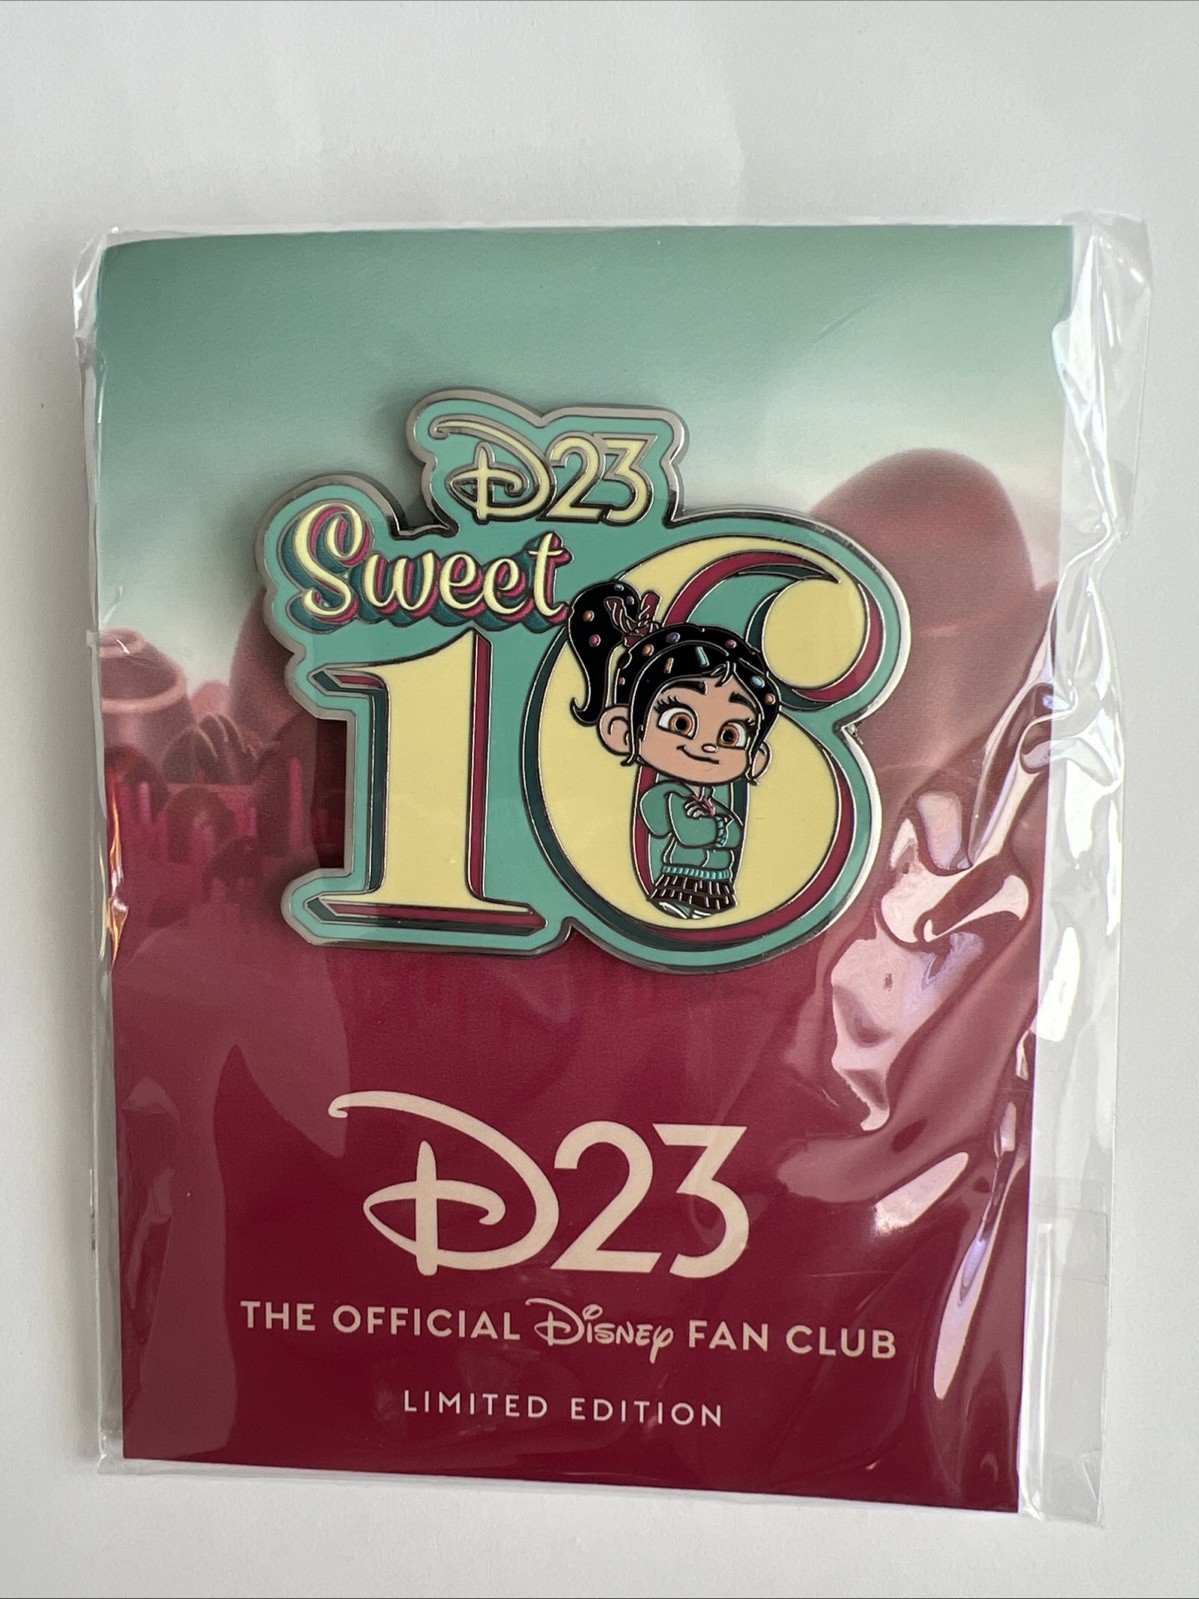 D23
Sweet
16
D23
THE OFFICIAL Disney FAN CLUB
LIMITED EDITION